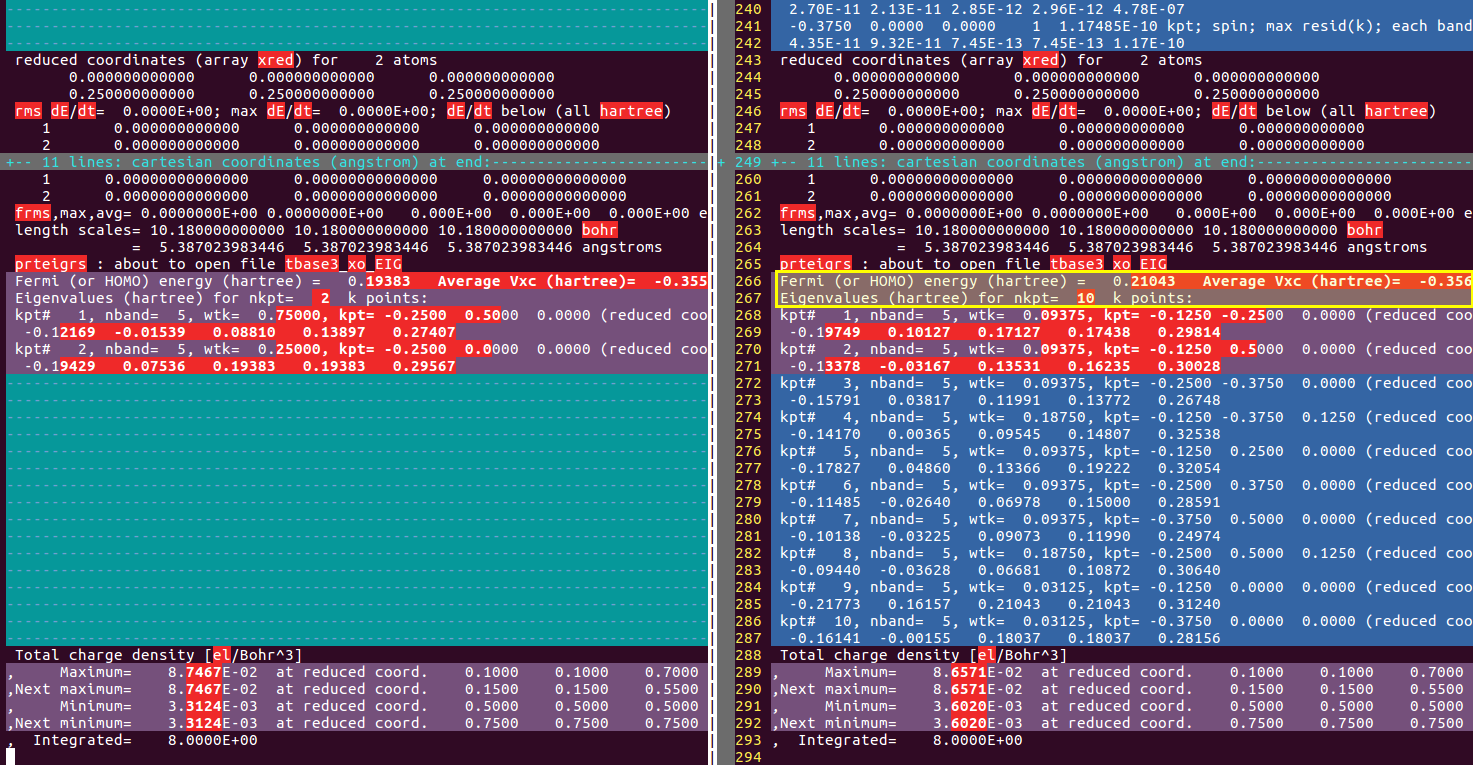 reduced coordinates (array xred) for    2 atoms
      0.000000000000      0.000000000000      0.000000000000
      0.250000000000      0.250000000000      0.250000000000
rms dE/dt=  0.0000E+00; max dE/dt=  0.0000E+00; dE/dt below (all hartree)
   1       0.000000000000      0.000000000000      0.000000000000
   2       0.000000000000      0.000000000000      0.000000000000
+-- 11 lines: cartesian coordinates (angstrom) at end:------------------------
   1      0.00000000000000     0.00000000000000     0.00000000000000
   2      0.00000000000000     0.00000000000000     0.00000000000000
frms,max,avg= 0.0000000E+00 0.0000000E+00   0.000E+00  0.000E+00  0.000E+00 e
length scales= 10.180000000000 10.180000000000 10.180000000000 bohr
             =  5.387023983446  5.387023983446  5.387023983446 angstroms
prteigrs : about to open file tbase3_xo_EIG
Fermi (or HOMO) energy (hartree) =   0.19383   Average Vxc (hartree)=  -0.355
Eigenvalues (hartree) for nkpt=  2  k points:
kpt#   1, nband=  5, wtk=  0.75000, kpt= -0.2500  0.5000  0.0000 (reduced coo
 -0.12169  -0.01539   0.08810   0.13897   0.27407
kpt#   2, nband=  5, wtk=  0.25000, kpt= -0.2500  0.0000  0.0000 (reduced coo
 -0.19429   0.07536   0.19383   0.19383   0.29567
Total charge density [el/Bohr^3]
,     Maximum=    8.7467E-02  at reduced coord.    0.1000    0.1000    0.7000
,Next maximum=    8.7467E-02  at reduced coord.    0.1500    0.1500    0.5500
,     Minimum=    3.3124E-03  at reduced coord.    0.5000    0.5000    0.5000
,Next minimum=    3.3124E-03  at reduced coord.    0.7500    0.7500    0.7500
,  Integrated=    8.0000E+00
240  2.70E-11 2.13E-11 2.85E-12 2.96E-12 4.78E-07
241  -0.3750  0.0000  0.0000    1  1.17485E-10 kpt; spin; max resid(k); each band
242  4.35E-11 9.32E-11 7.45E-13 7.45E-13 1.17E-10
243 reduced coordinates (array xred) for    2 atoms
244       0.000000000000      0.000000000000      0.000000000000
245       0.250000000000      0.250000000000      0.250000000000
246 rms dE/dt=  0.0000E+00; max dE/dt=  0.0000E+00; dE/dt below (all hartree)
247    1       0.000000000000      0.000000000000      0.000000000000
248    2       0.000000000000      0.000000000000      0.000000000000
+ 249 +-- 11 lines: cartesian coordinates (angstrom) at end:------------------------
260    1      0.00000000000000     0.00000000000000     0.00000000000000
261    2      0.00000000000000     0.00000000000000     0.00000000000000
262 frms,max,avg= 0.0000000E+00 0.0000000E+00   0.000E+00  0.000E+00  0.000E+00 e
263 length scales= 10.180000000000 10.180000000000 10.180000000000 bohr
264              =  5.387023983446  5.387023983446  5.387023983446 angstroms
265 prteigrs : about to open file tbase3_xo_EIG
266 Fermi (or HOMO) energy (hartree) =   0.21043   Average Vxc (hartree)=  -0.356
267 Eigenvalues (hartree) for nkpt=  10  k points:
268 kpt#   1, nband=  5, wtk=  0.09375, kpt= -0.1250 -0.2500  0.0000 (reduced coo
269  -0.19749   0.10127   0.17127   0.17438   0.29814
270 kpt#   2, nband=  5, wtk=  0.09375, kpt= -0.1250  0.5000  0.0000 (reduced coo
271  -0.13378  -0.03167   0.13531   0.16235   0.30028
272 kpt#   3, nband=  5, wtk=  0.09375, kpt= -0.2500 -0.3750  0.0000 (reduced coo
273  -0.15791   0.03817   0.11991   0.13772   0.26748
274 kpt#   4, nband=  5, wtk=  0.18750, kpt= -0.1250 -0.3750  0.1250 (reduced coo
275  -0.14170   0.00365   0.09545   0.14807   0.32538
276 kpt#   5, nband=  5, wtk=  0.09375, kpt= -0.1250  0.2500  0.0000 (reduced coo
277  -0.17827   0.04860   0.13366   0.19222   0.32054
278 kpt#   6, nband=  5, wtk=  0.09375, kpt= -0.2500  0.3750  0.0000 (reduced coo
279  -0.11485  -0.02640   0.06978   0.15000   0.28591
280 kpt#   7, nband=  5, wtk=  0.09375, kpt= -0.3750  0.5000  0.0000 (reduced coo
281  -0.10138  -0.03225   0.09073   0.11990   0.24974
282 kpt#   8, nband=  5, wtk=  0.18750, kpt= -0.2500  0.5000  0.1250 (reduced coo
283  -0.09440  -0.03628   0.06681   0.10872   0.30640
284 kpt#   9, nband=  5, wtk=  0.03125, kpt= -0.1250  0.0000  0.0000 (reduced coo
285  -0.21773   0.16157   0.21043   0.21043   0.31240
286 kpt#  10, nband=  5, wtk=  0.03125, kpt= -0.3750  0.0000  0.0000 (reduced coo
287  -0.16141  -0.00155   0.18037   0.18037   0.28156
288 Total charge density [el/Bohr^3]
289 ,     Maximum=    8.6571E-02  at reduced coord.    0.1000    0.1000    0.7000
290 ,Next maximum=    8.6571E-02  at reduced coord.    0.1500    0.1500    0.5500
291 ,     Minimum=    3.6020E-03  at reduced coord.    0.5000    0.5000    0.5000
292 ,Next minimum=    3.6020E-03  at reduced coord.    0.7500    0.7500    0.7500
293 ,  Integrated=    8.0000E+00
294